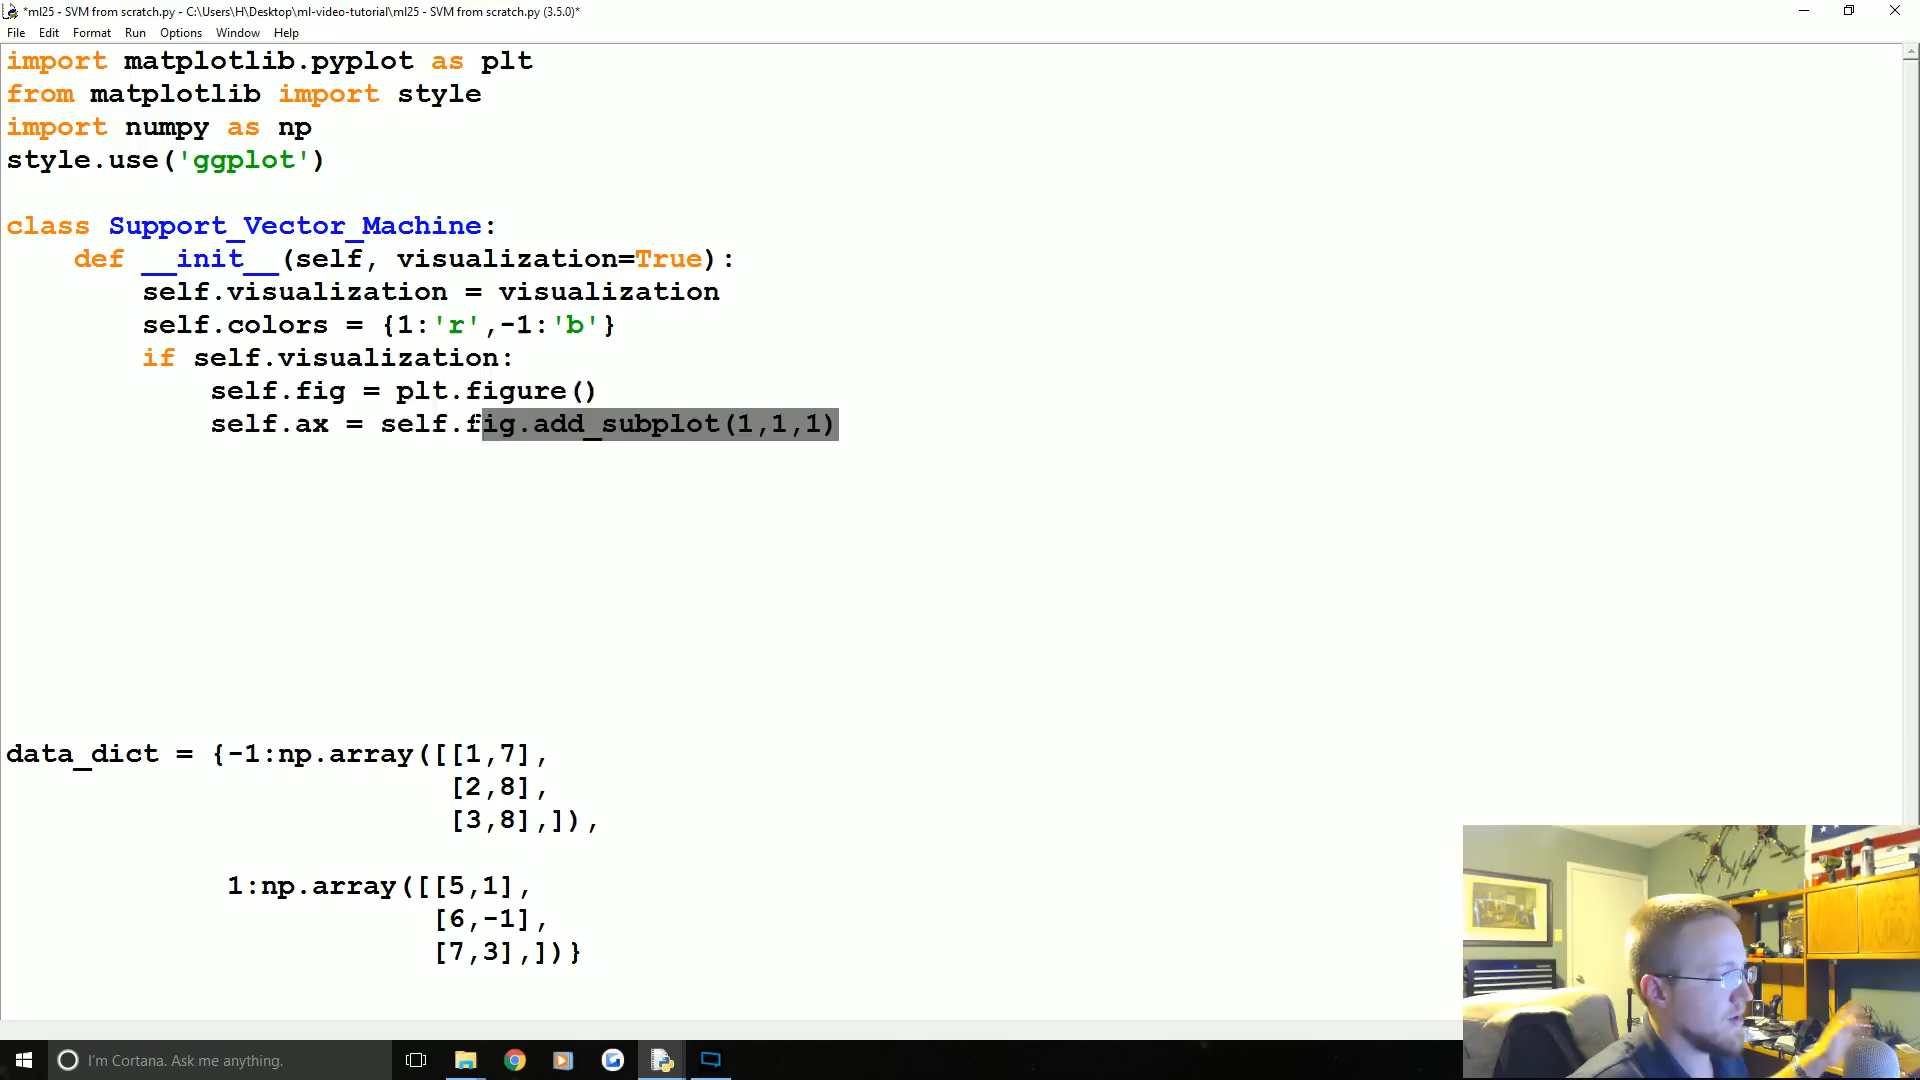 *ml25 - SVM from scratch.py - C:\Users\H\Desktop\ml-video-tutorial\ml25 - SVM from scratch.py (3.5.0)*
File Edit Format Run Options Window Help
import matplotlib.pyplot as plt
from matplotlib import style
import numpy as np
style.use('ggplot')
class Support_Vector_Machine:
    def __init__(self, visualization=True):
        self.visualization = visualization
        self.colors = {1:'r',-1:'b'}
        if self.visualization:
            self.fig = plt.figure()
            self.ax = self.fig.add_subplot(1,1,1)
data_dict = {-1:np.array([[1,7],
                          [2,8],
                          [3,8],]),
             1:np.array([[5,1],
                         [6,-1],
                         [7,3],])}
I'm Cortana. Ask me anything.